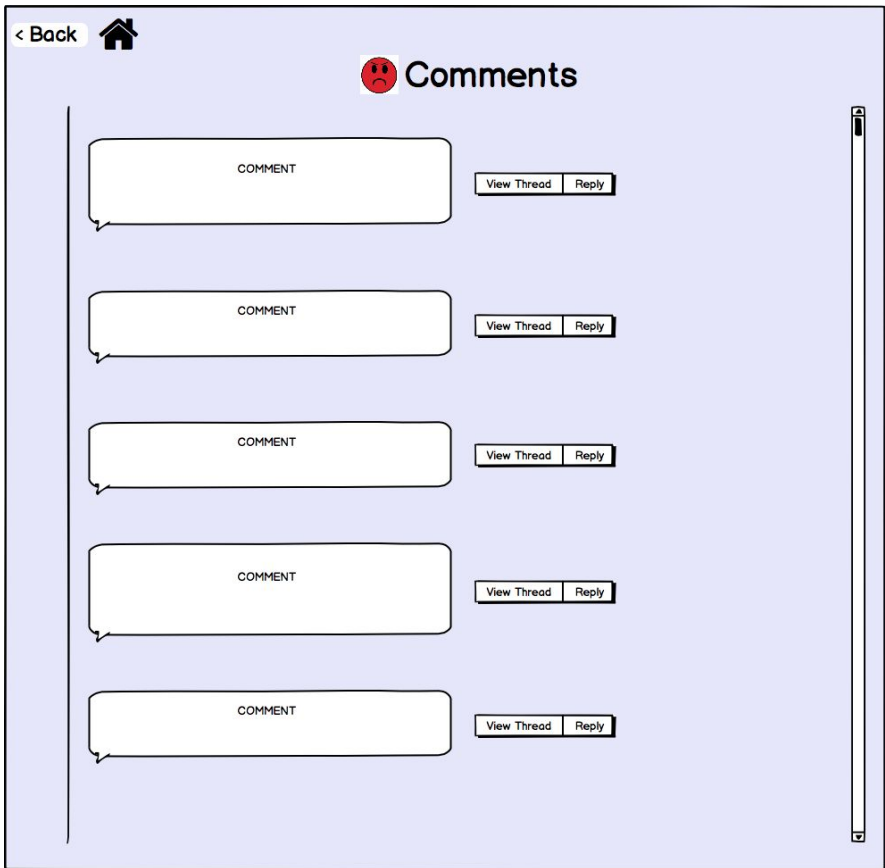 < Back
Comments
COMMENT
View Thread Reply
COMMENT
View Thread Reply
COMMENT
View Thread Reply
COMMENT
View Thread Reply
COMMENT
View Thread Reply